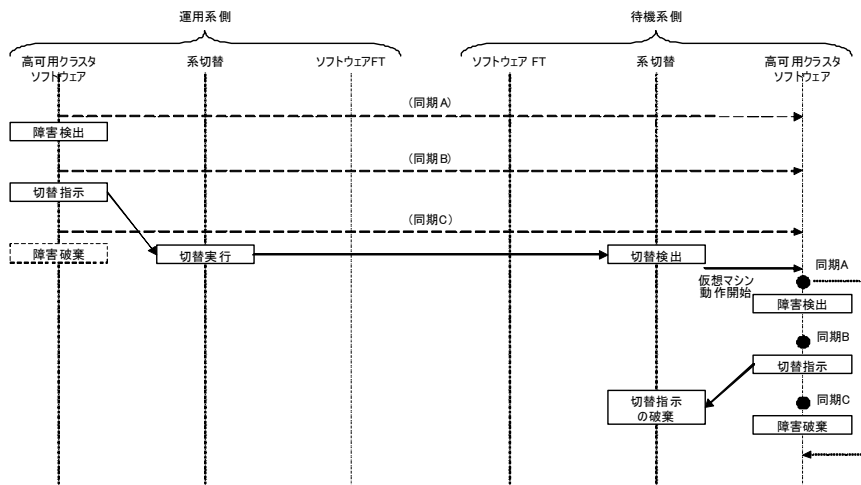 運用系側
待機系側
高可用クラスタ
ソフトウェア
系切替
ソフトウェアFT
ソフトウェア FT
系切替
高可用クラスタ
ソフトウェア
(同期A)
障害検出
(同期B)
切替指示
(同期C)
障害破棄
切替実行
切替検出
同期A
仮想マシン
動作開始
障害検出
同期B
切替指示
切替指示
の破棄
同期C
障害破棄